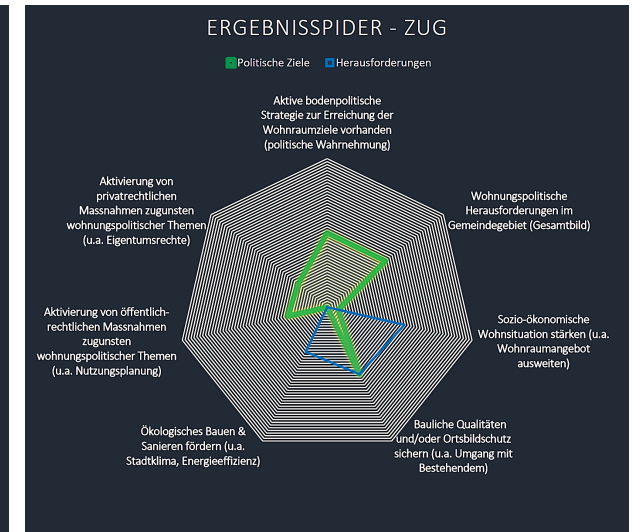 ERGEBNISSPIDER - ZUG
Politische Ziele
Herausforderungen
Aktive bodenpolitische
Strategie zur Erreichung der
Wohnraumziele vorhanden
(politische Wahrnehmung)
Aktivierung von
privatrechtlichen
Massnahmen zugunsten
wohnungspolitischer Themen
(u.a. Eigentumsrechte)
Wohnungspolitische
Herausforderungen im
Gemeindegebiet (Gesamtbild)
Aktivierung von öffentlich-
rechtlichen Massnahmen
zugunsten
wohnungspolitischer Themen
(u.a. Nutzungsplanung)
Sozio-ökonomische
Wohnsituation stärken (u.a.
Wohnraumangebot
ausweiten)
Ökologisches Bauen &
Sanieren fördern (u.a.
Stadtklima, Energieeffizienz)
Bauliche Qualitäten
und/oder Ortsbildschutz
sichern (u.a. Umgang mit
Bestehendem)